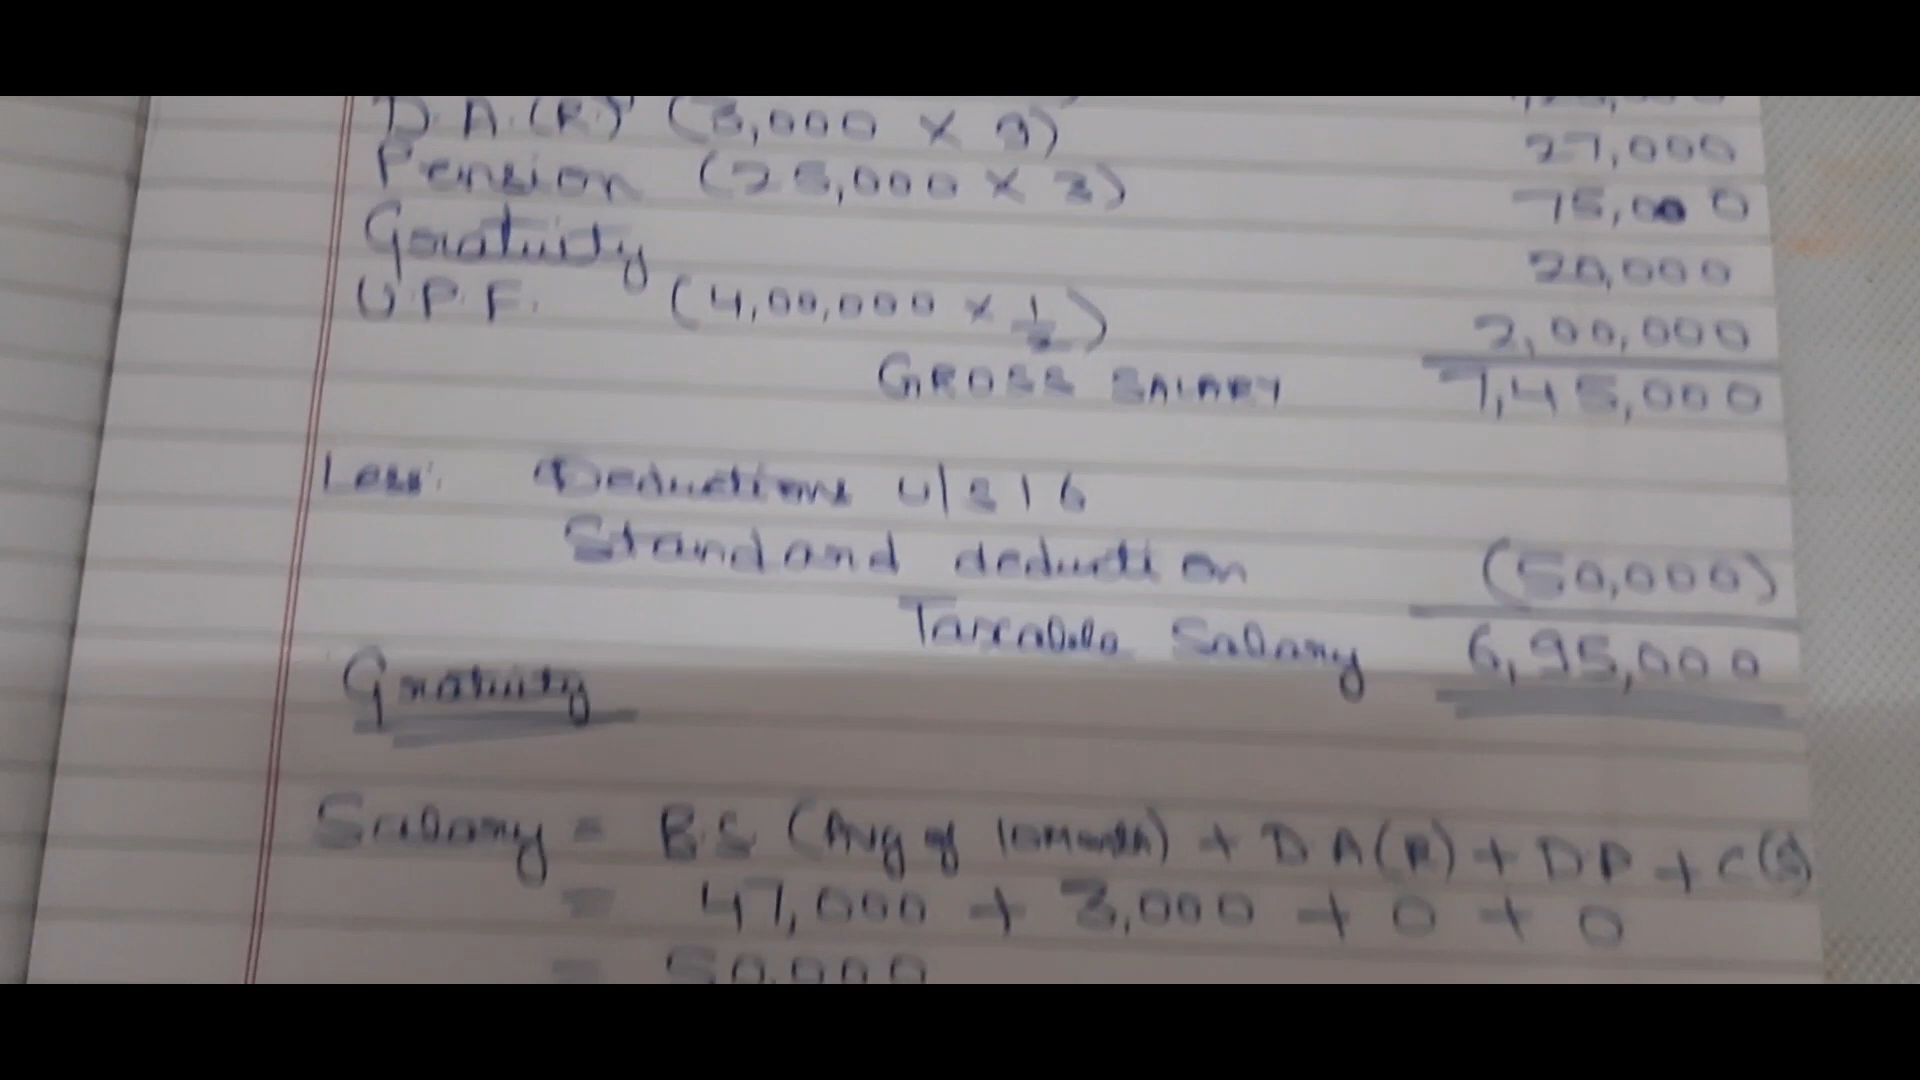 D.A.(R) (3,000 × 9) 27,000
Pension (25,000 × 3) 75,000
Gratuity 20,000
U.P.F. (4,00,000 × 1/2) 2,00,000
GROSS SALARY 7,45,000
Less: Deductions u/s 16
Standard deduction (50,000)
Taxable Salary 6,95,000
Gratuity
Salary = B.S (Avg of 10 Month) + DA(R) + DP + C(S)
= 47,000 + 3,000 + 0 + 0
= 50,000